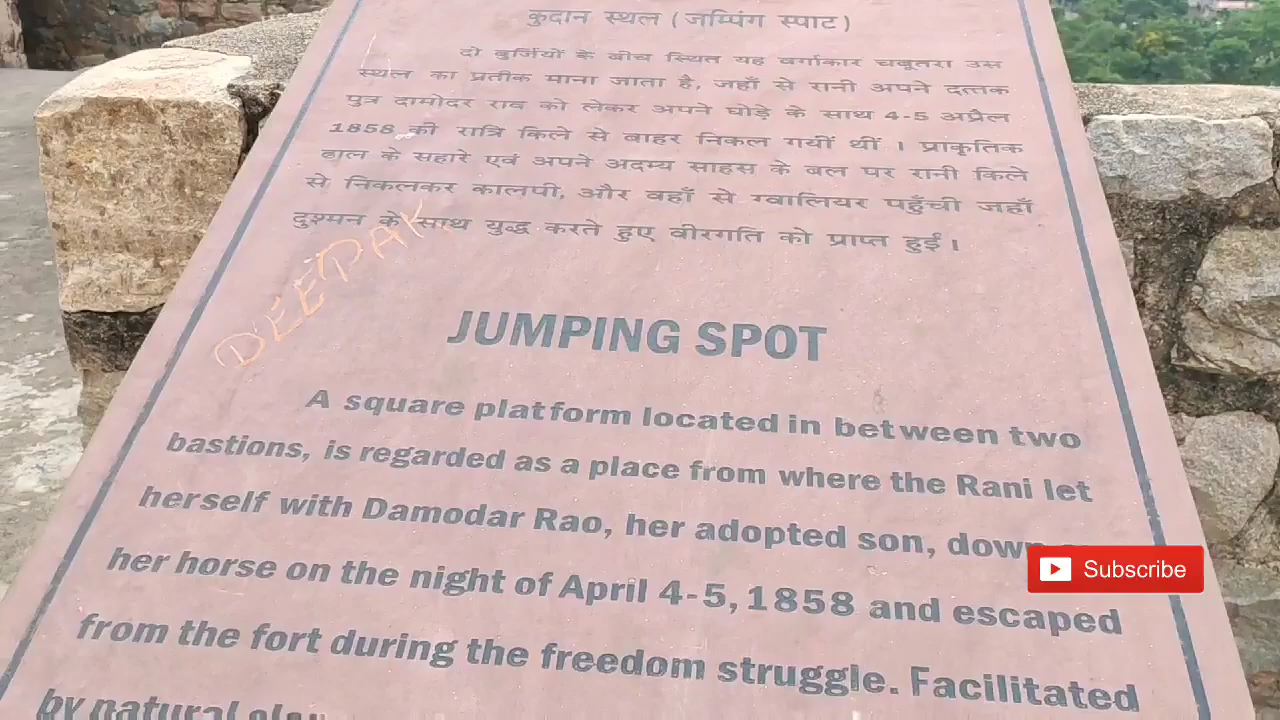 कुदान स्थल (जम्पिंग स्पाट)
दो बुर्जियों के बीच स्थित यह वर्गाकार चबूतरा उस
स्थल का प्रतीक माना जाता है, जहाँ से रानी अपने दत्तक
पुत्र दामोदर राव को लेकर अपने घोड़े के साथ 4-5 अप्रैल
1858 की रात्रि किले से बाहर निकल गयीं थीं । प्राकृतिक
ढाल के सहारे एवं अपने अदम्य साहस के बल पर रानी किले
से निकलकर कालपी, और वहाँ से ग्वालियर पहुँची जहाँ
दुश्मन के साथ युद्ध करते हुए वीरगति को प्राप्त हुईं ।
DEEPAK
JUMPING SPOT
A square platform located in between two
bastions, is regarded as a place from where the Rani let
herself with Damodar Rao, her adopted son, down
her horse on the night of April 4-5, 1858 and escaped
Subscribe
from the fort during the freedom struggle. Facilitated
by natural